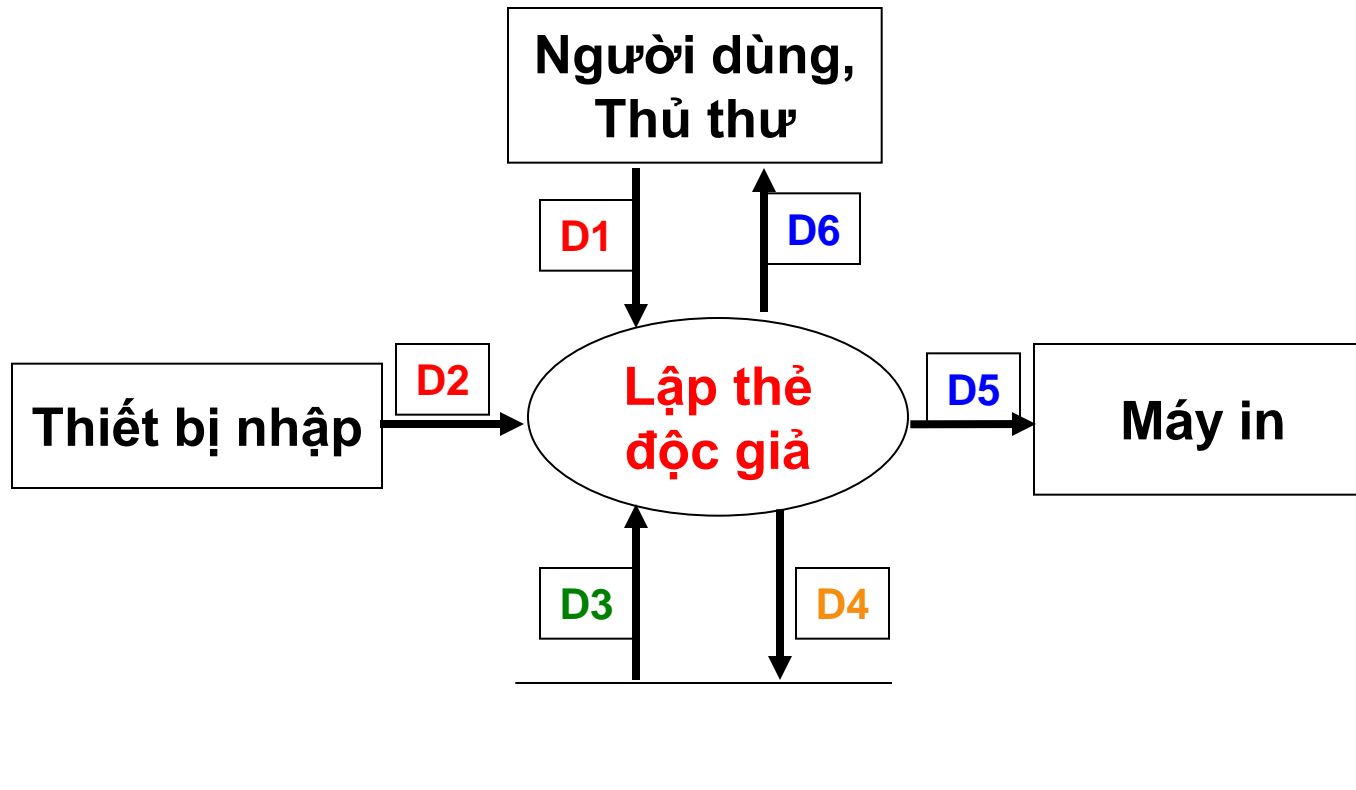 Người dùng,
Thủ thư
D1
D6
D2
Thiết bị nhập
Lập thẻ
độc giả
D5
Máy in
D3
D4